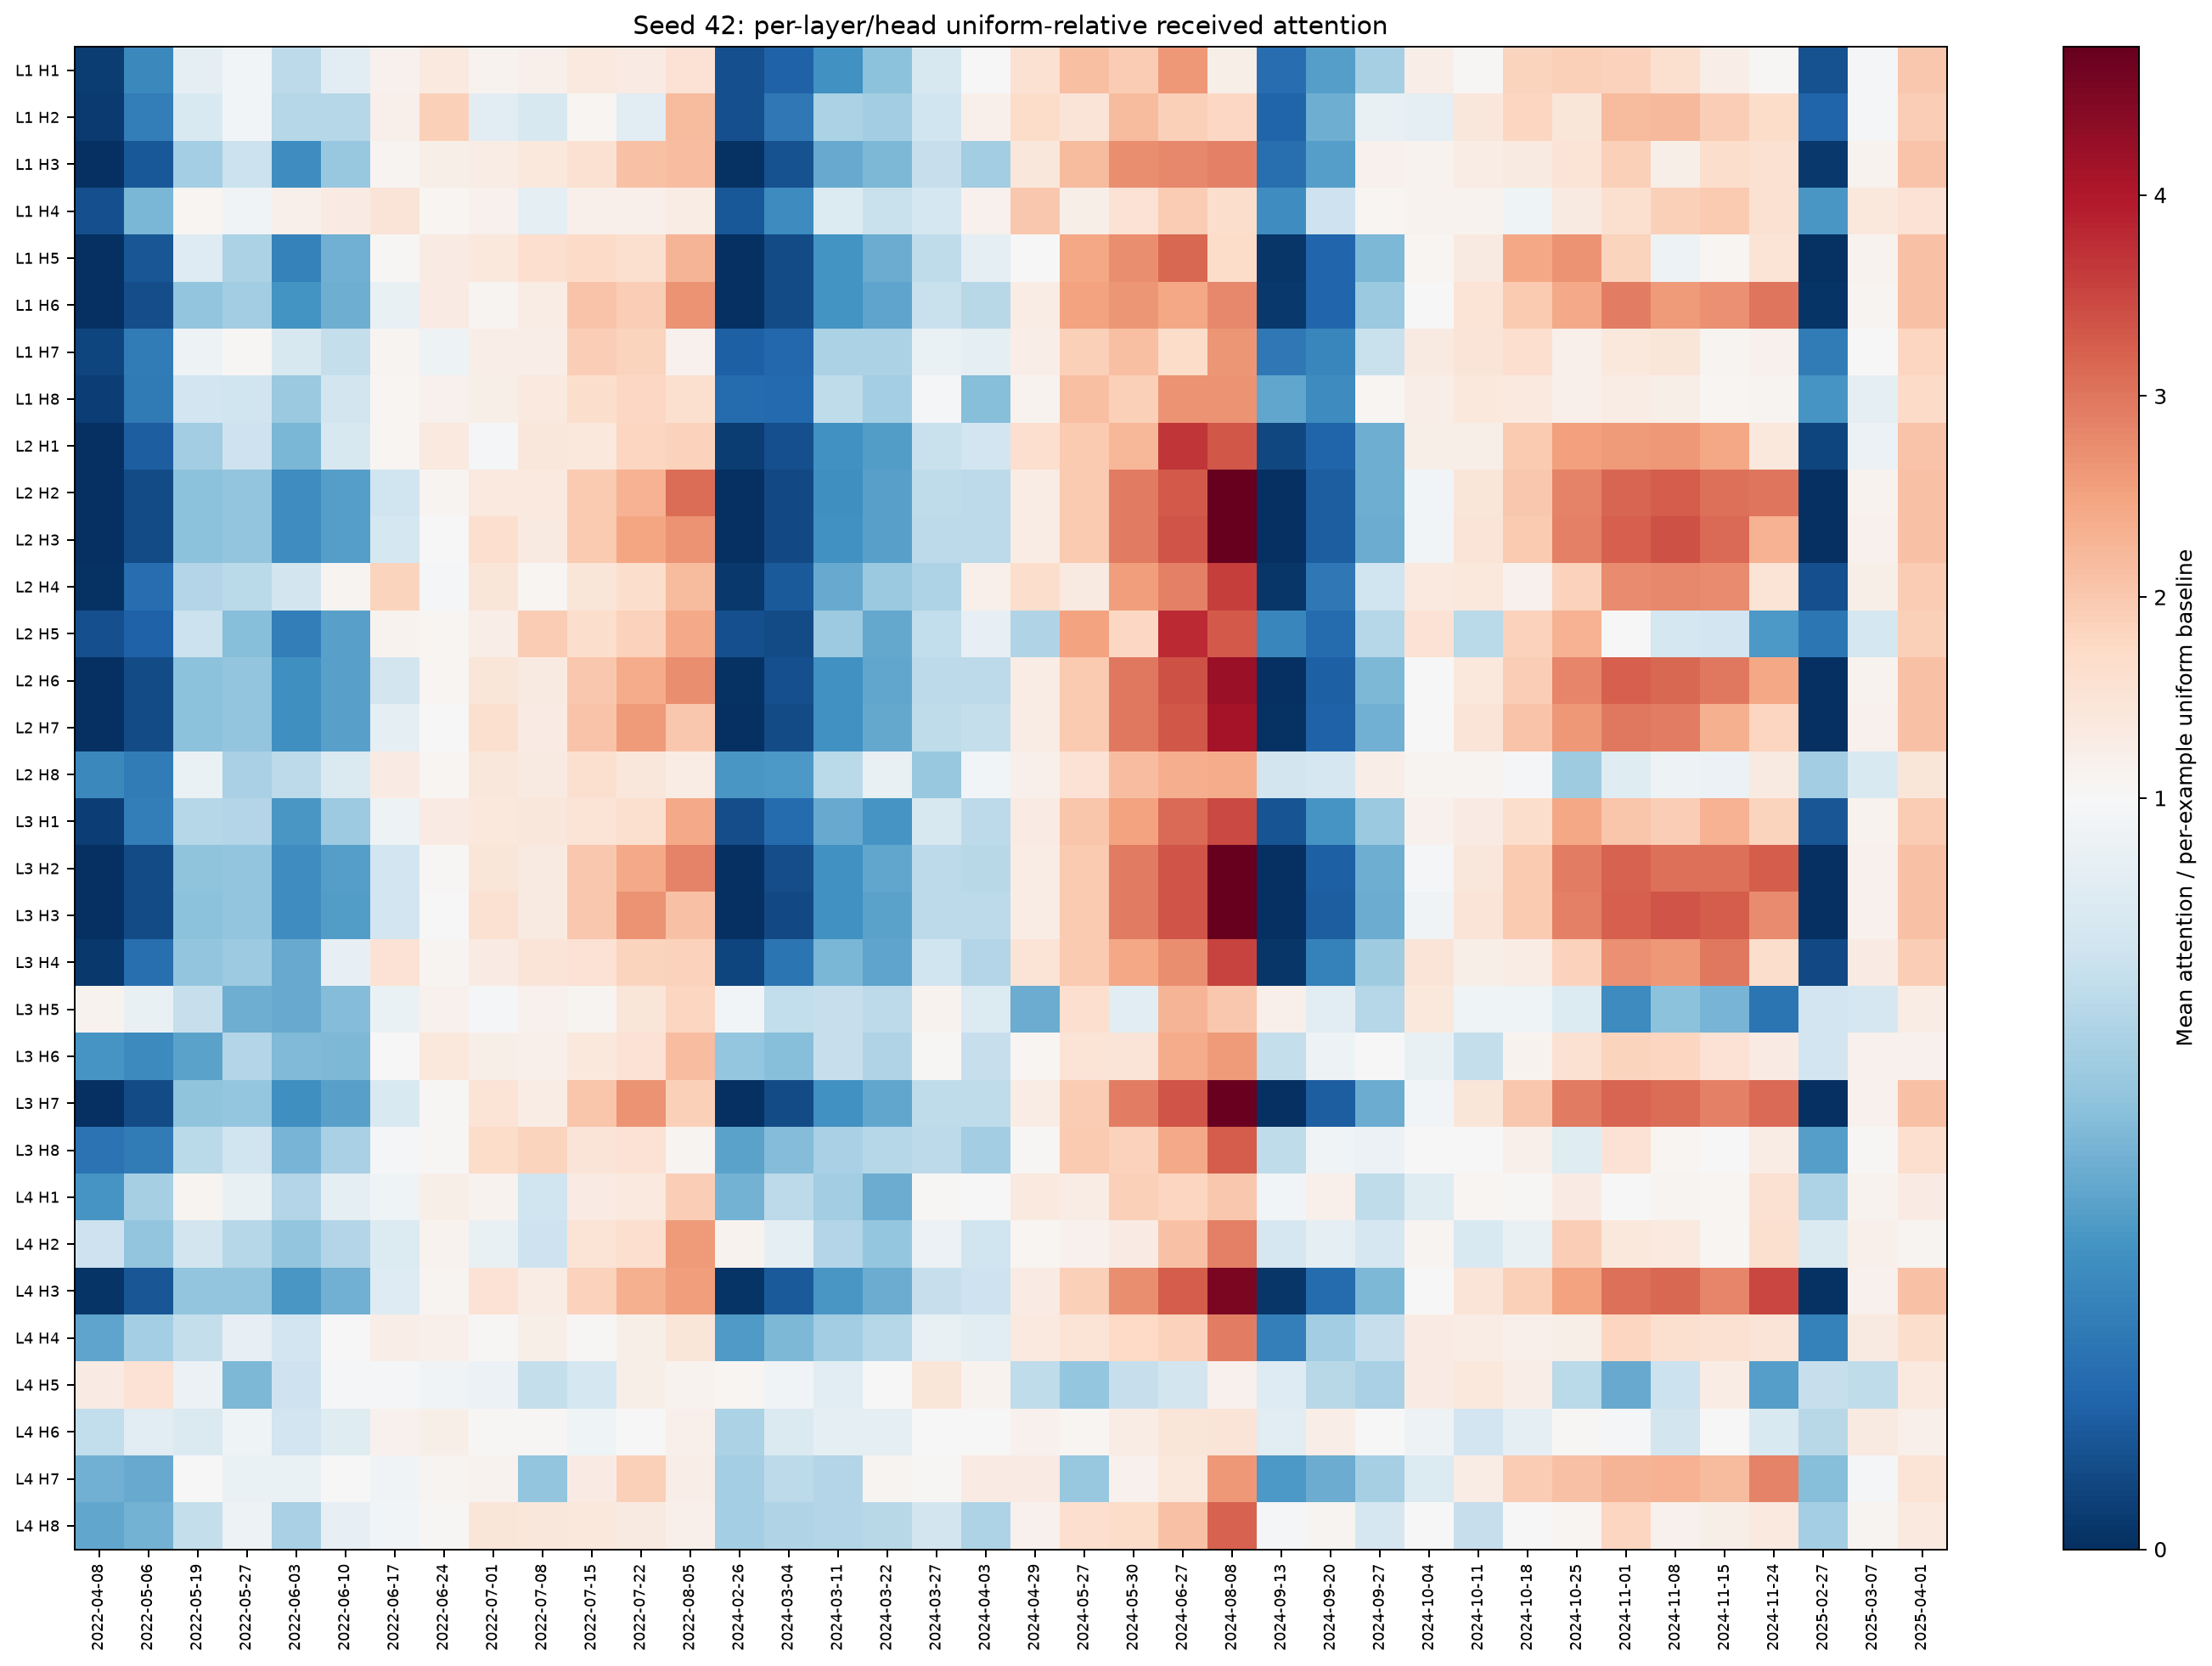 Seed 42: per-layer/head uniform-relative received attention
L1 H1
L1 H2
L1 H3
L1 H4
L1 H5
L1 H6
L1 H7
L1 H8
L2 H1
L2 H2
L2 H3
L2 H4
L2 H5
L2 H6
L2 H7
L2 H8
L3 H1
L3 H2
L3 H3
L3 H4
L3 H5
L3 H6
L3 H7
L3 H8
L4 H1
L4 H2
L4 H3
L4 H4
L4 H5
L4 H6
L4 H7
L4 H8
2022-04-08
2022-05-06
2022-05-19
2022-05-27
2022-06-03
2022-06-10
2022-06-17
2022-06-24
2022-07-01
2022-07-08
2022-07-15
2022-07-22
2022-08-05
2024-02-26
2024-03-04
2024-03-11
2024-03-22
2024-03-27
2024-04-03
2024-04-29
2024-05-27
2024-05-30
2024-06-27
2024-08-08
2024-09-13
2024-09-20
2024-09-27
2024-10-04
2024-10-11
2024-10-18
2024-10-25
2024-11-01
2024-11-08
2024-11-15
2024-11-24
2025-02-27
2025-03-07
2025-04-01
4
3
2
1
0
Mean attention / per-example uniform baseline